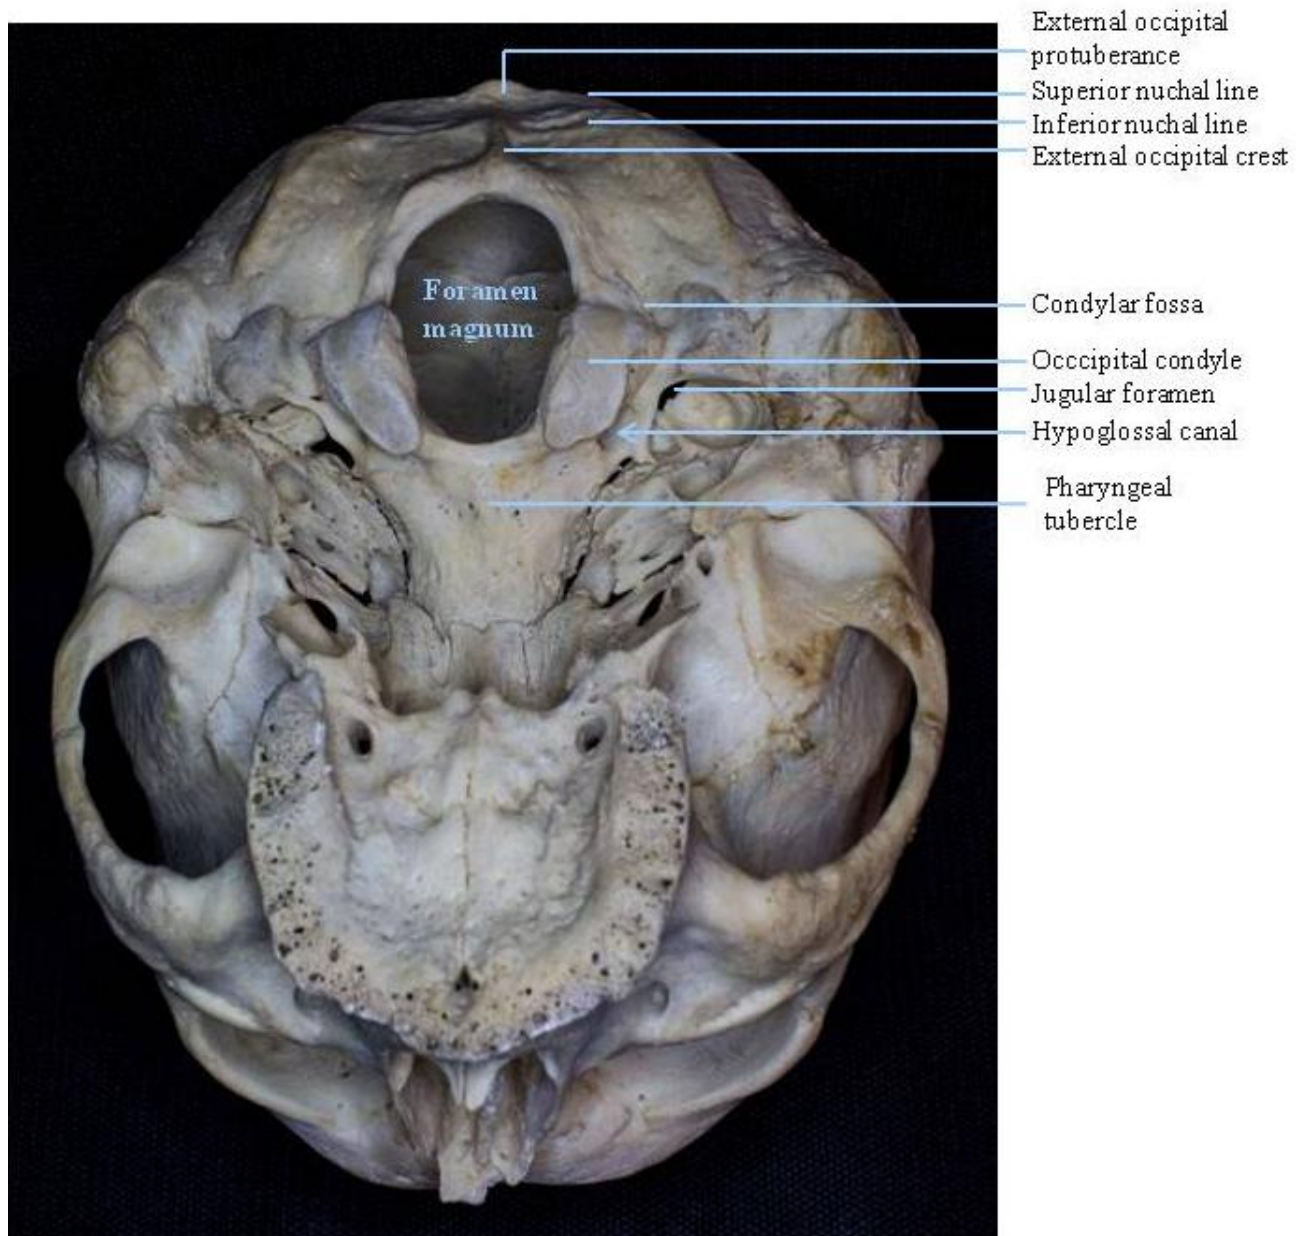 External occipital
protuberance
Superior nuchal line
Inferior nuchal line
External occipital crest
Foramen
magnum
Condylar fossa
Occcipital condyle
Jugular foramen
Hypoglossal canal
Pharyngeal
tubercle